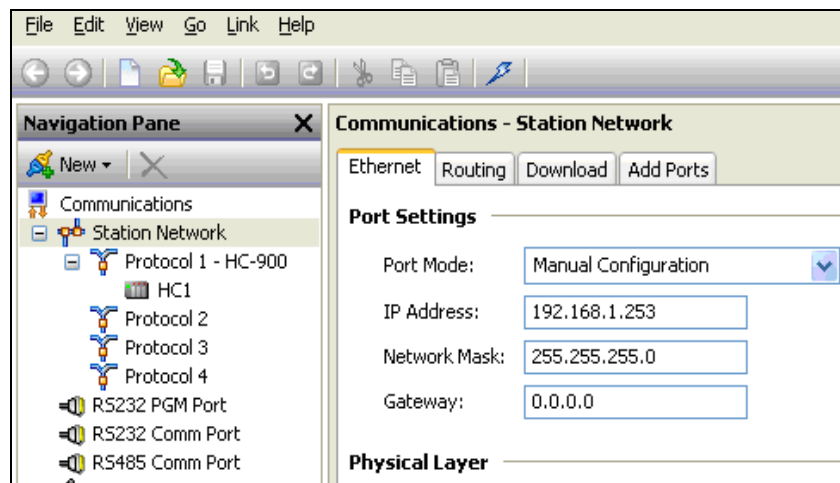 File Edit View Go Link Help
Navigation Pane
New
Communications
Station Network
Protocol 1 - HC-900
HC1
Protocol 2
Protocol 3
Protocol 4
RS232 PGM Port
RS232 Comm Port
RS485 Comm Port
Communications - Station Network
Ethernet Routing Download Add Ports
Port Settings
Port Mode: Manual Configuration
IP Address: 192.168.1.253
Network Mask: 255.255.255.0
Gateway: 0.0.0.0
Physical Layer